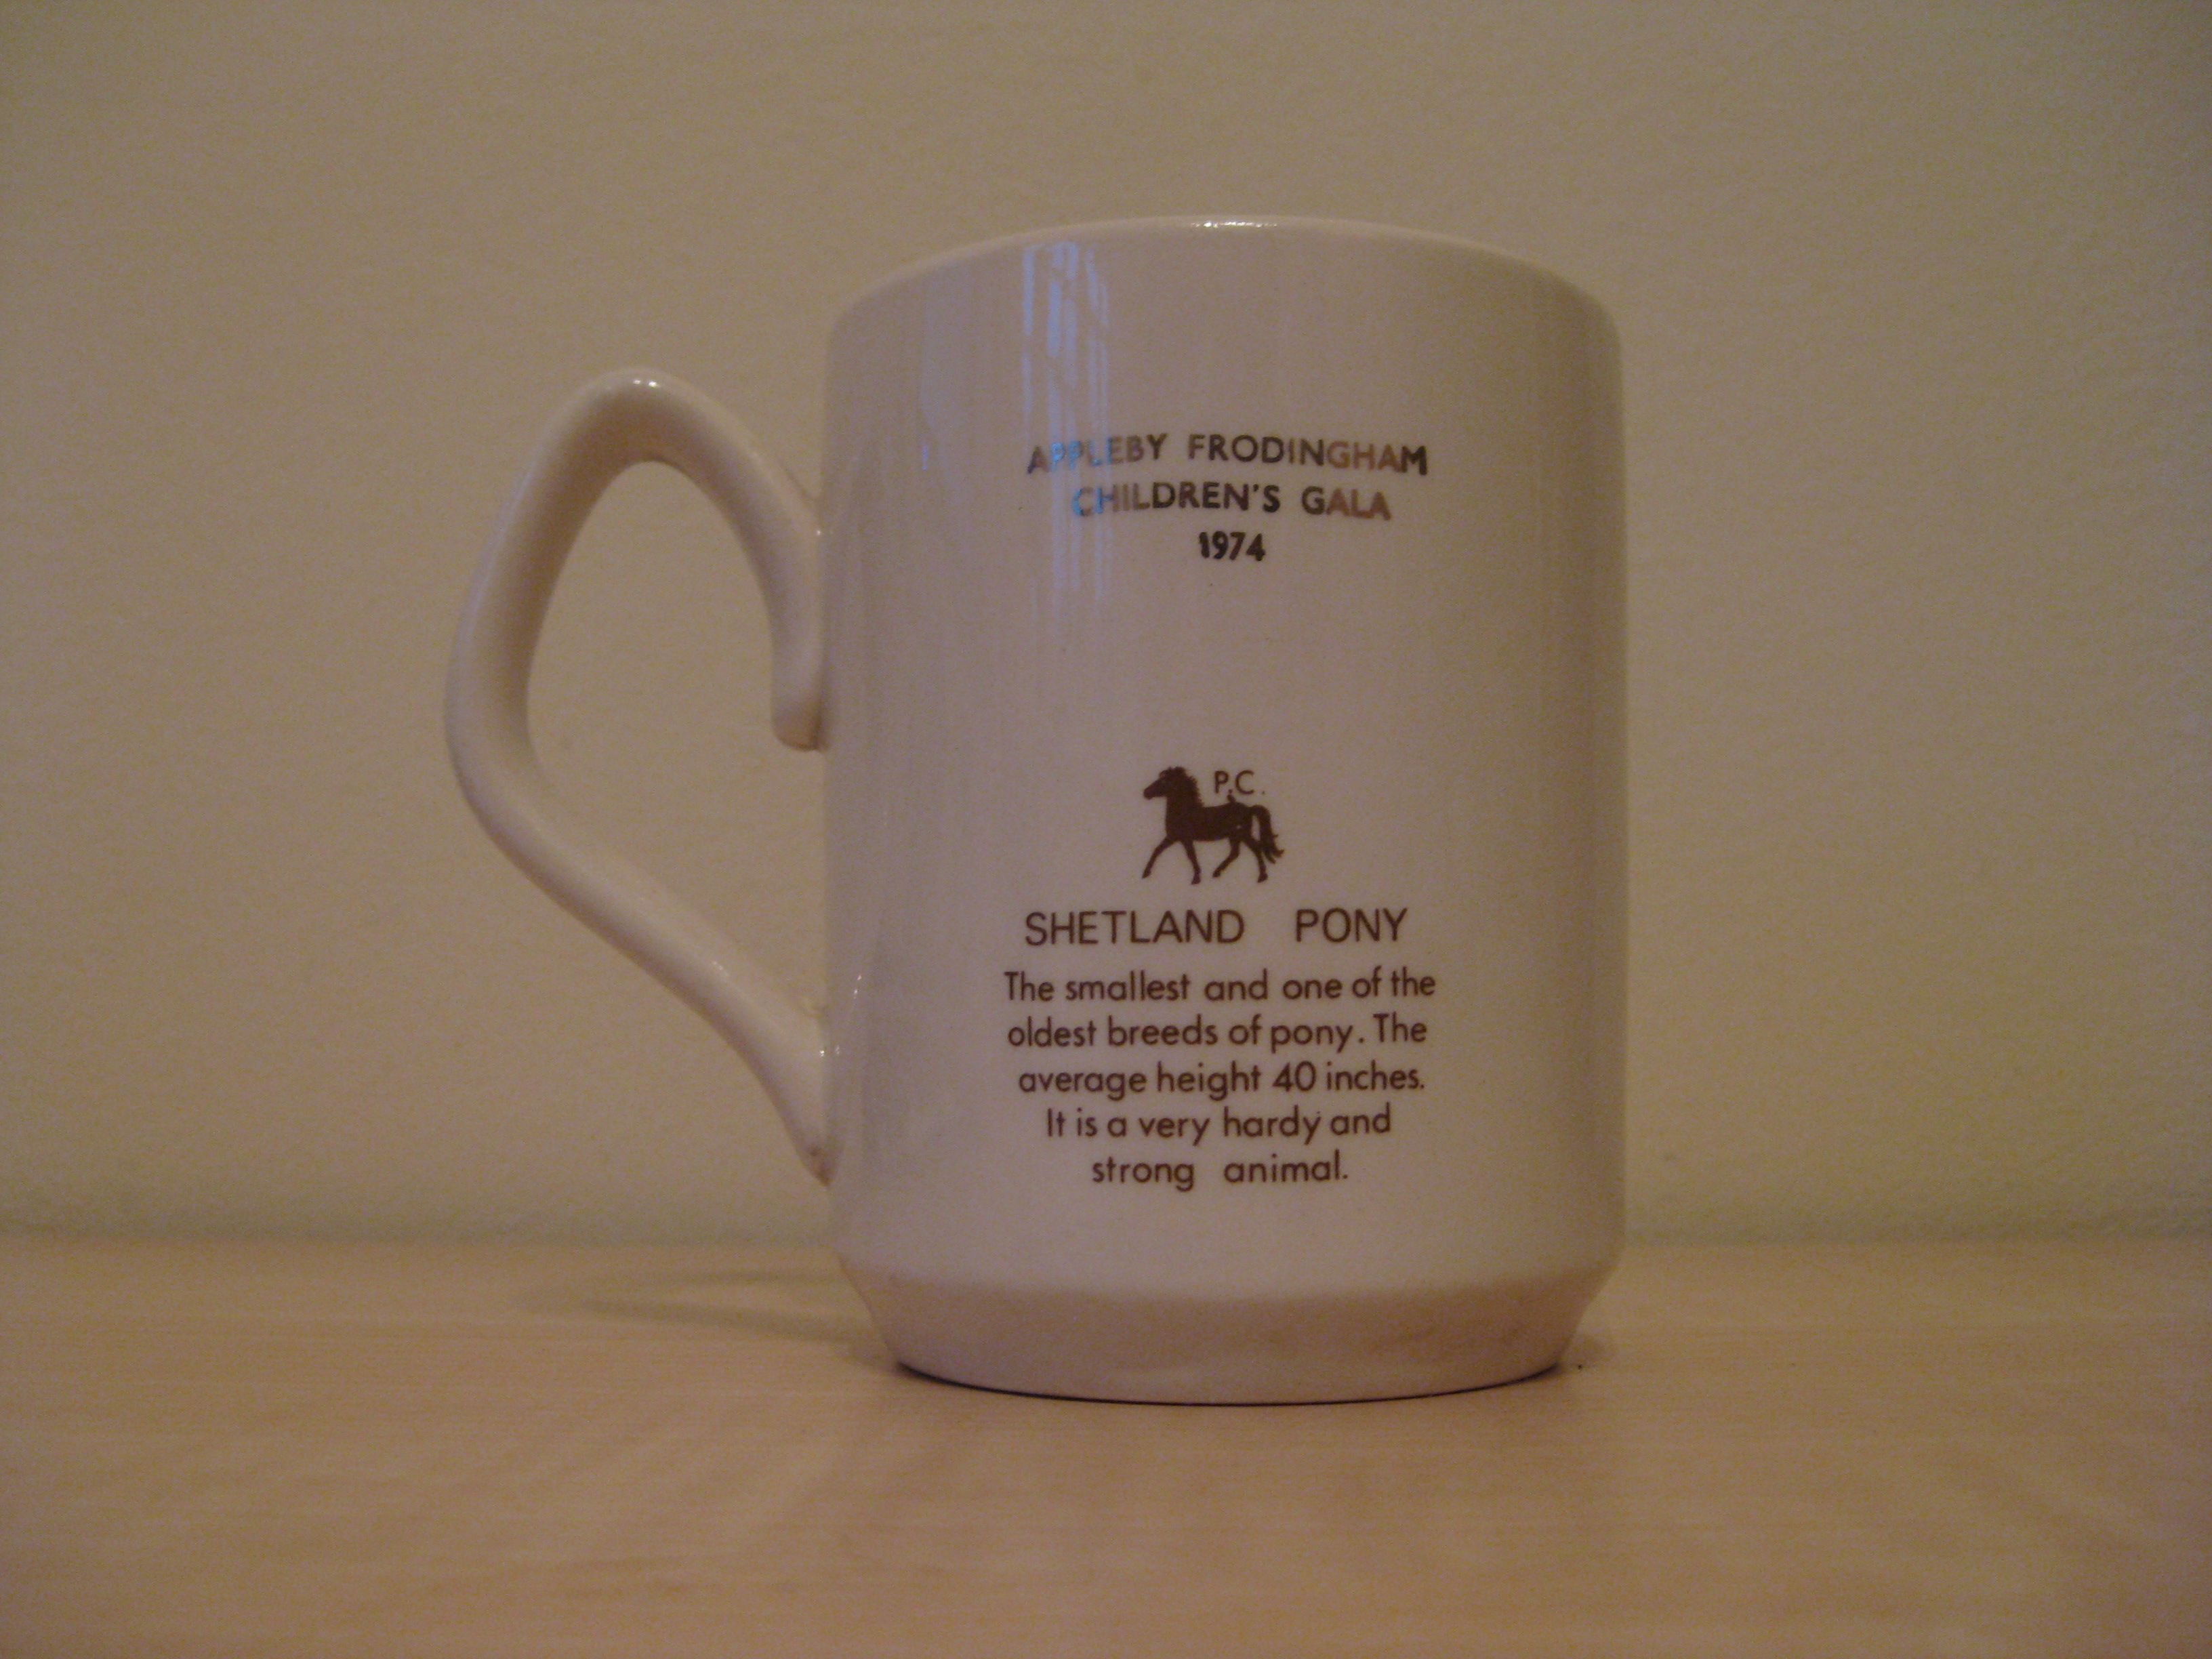 APPLEBY FRODINGHAM
CHILDREN'S GALA
1974
P.C.
SHETLAND PONY
The smallest and one of the
oldest breeds of pony. The
average height 40 inches.
It is a very hardy and
strong animal.